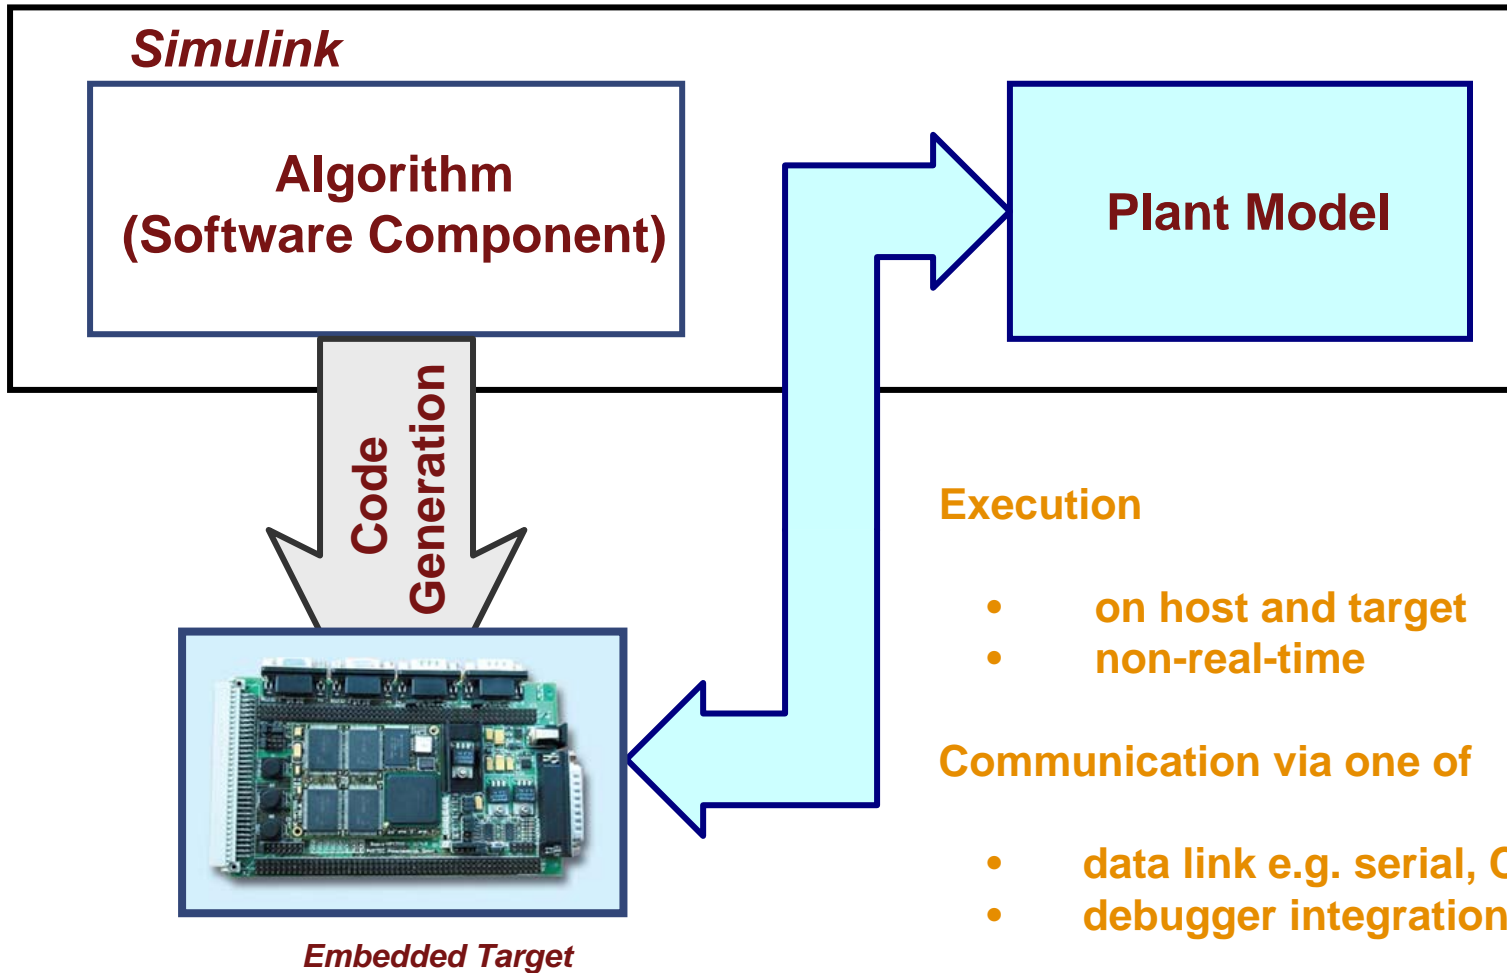 Simulink
Algorithm
(Software Component)
Plant Model
Code
Generation
Execution
• on host and target
• non-real-time
Communication via one of
• data link e.g. serial,
• debugger integration
Embedded Target